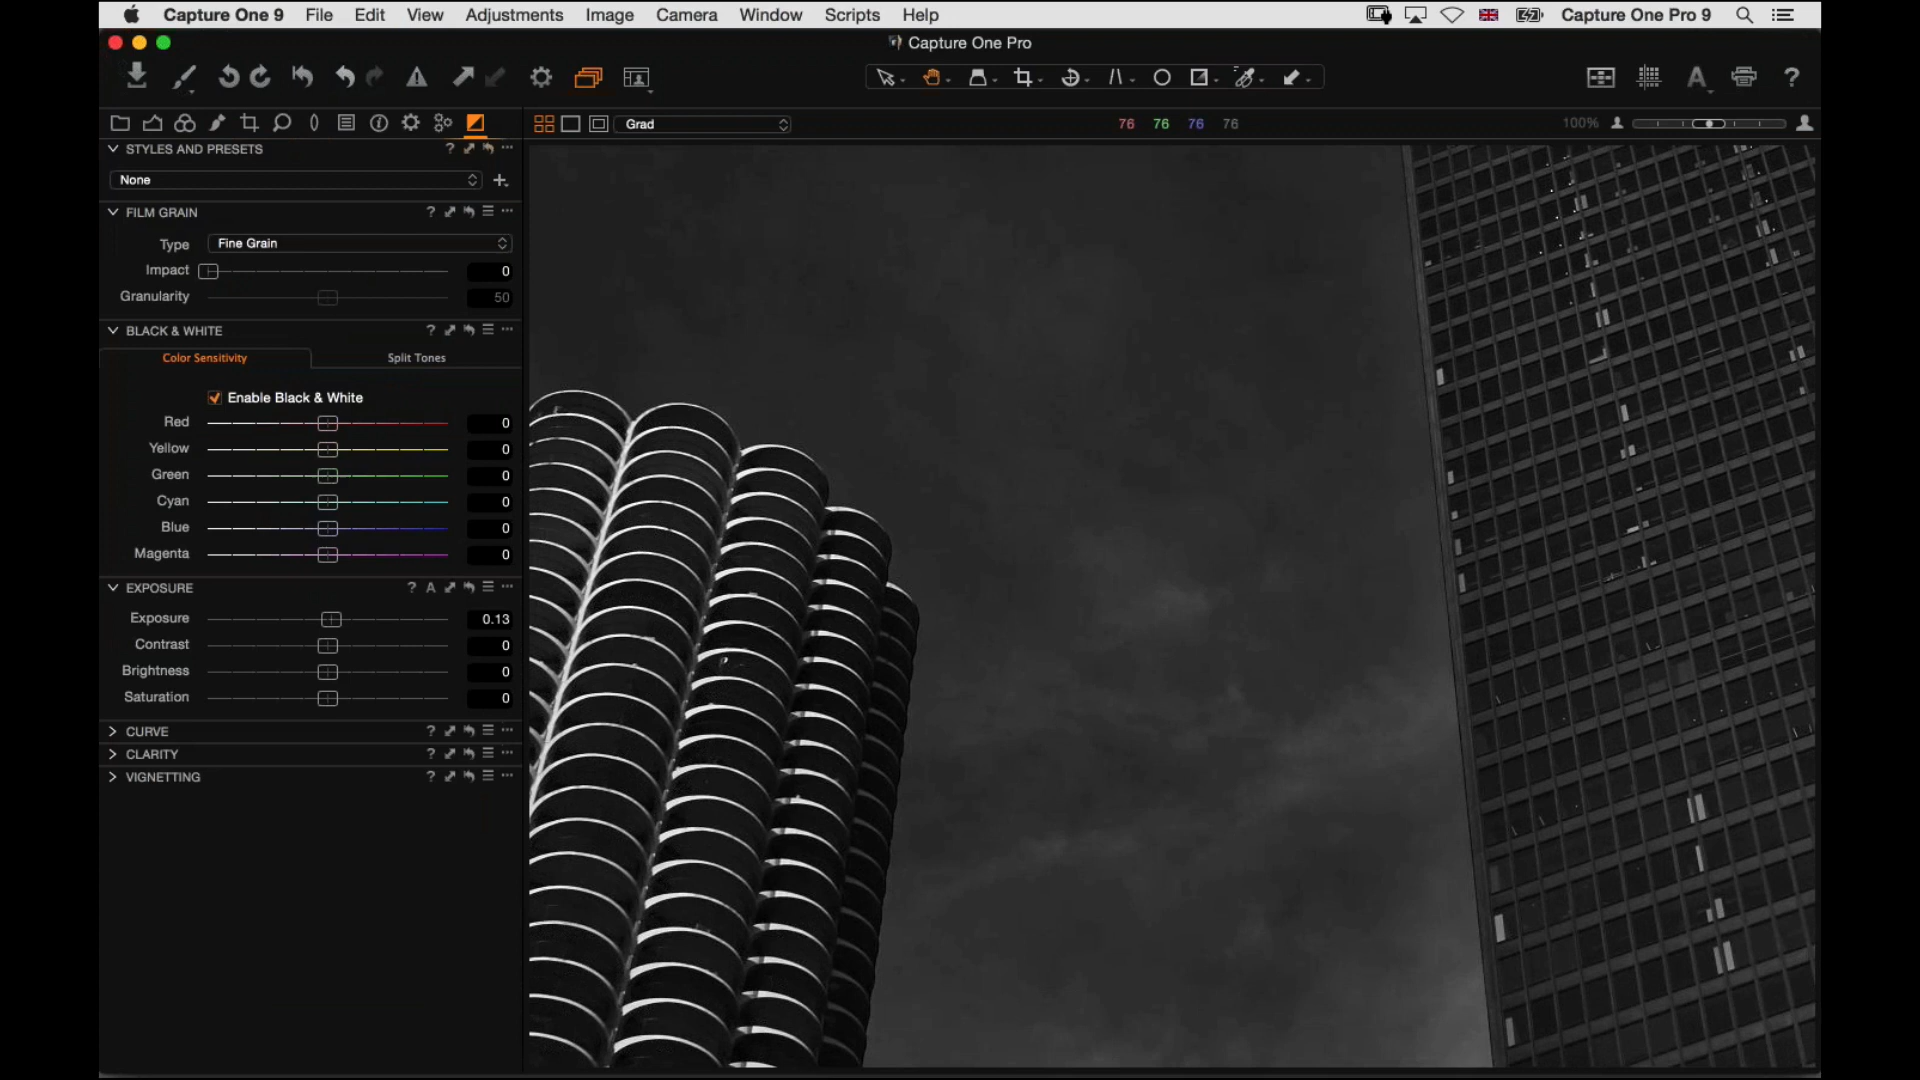 Capture One 9 File Edit View Adjustments Image Camera Window Scripts Help Capture One Pro 9
Capture One Pro
Grad 76 76 76 76 100%
STYLES AND PRESETS
None
FILM GRAIN
Type Fine Grain
Impact 0
Granularity 50
BLACK & WHITE
Color Sensitivity Split Tones
Enable Black & White
Red 0
Yellow 0
Green 0
Cyan 0
Blue 0
Magenta 0
EXPOSURE A
Exposure 0.13
Contrast 0
Brightness 0
Saturation 0
CURVE
CLARITY
VIGNETTING